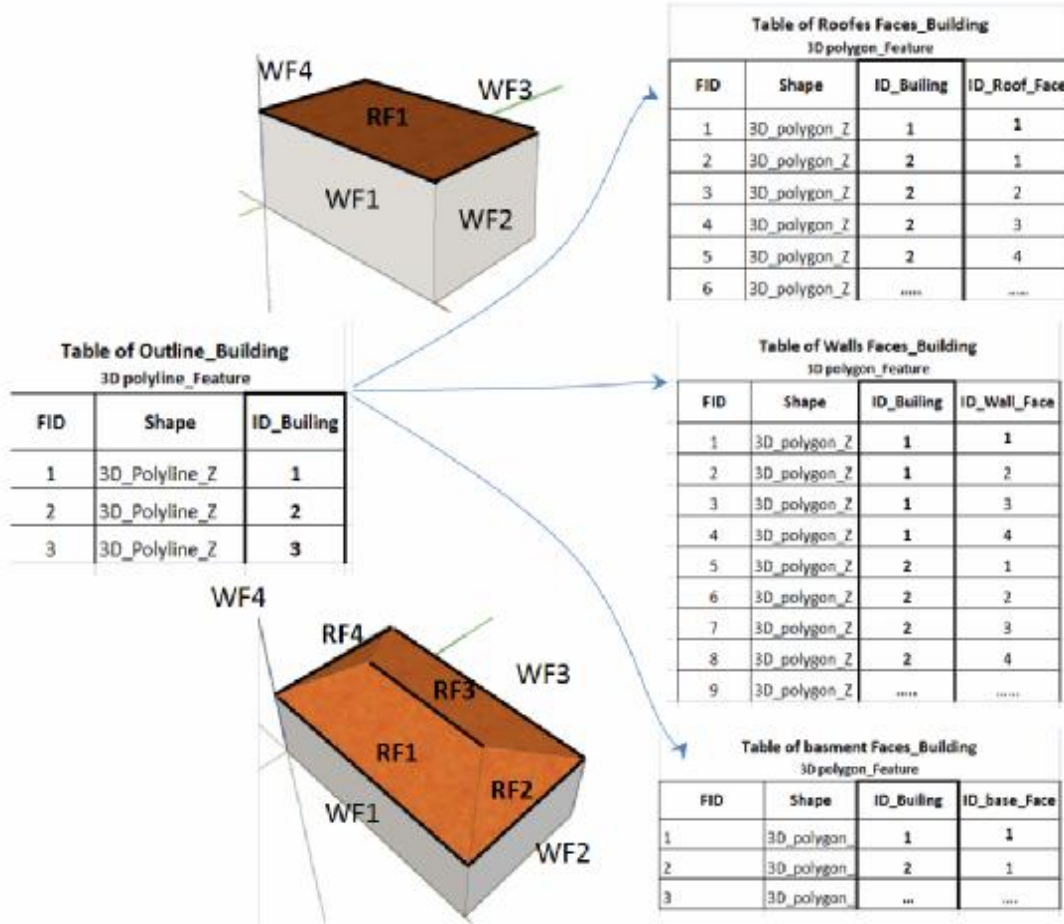 WF4
WF3
RF1
WF1
WF2
Table of Roofes Faces_Building
3D polygon_Feature
FID Shape ID_Builing ID_Roof_Face
1 3D_polygon_Z 1 1
2 3D_polygon_Z 2 1
3 3D_polygon_Z 2 2
4 3D_polygon_Z 2 3
5 3D_polygon_Z 2 4
6 3D_polygon_Z ..... .....
Table of Outline_Building
3D polyline_Feature
FID Shape ID_Builing
1 3D_Polyline_Z 1
2 3D_Polyline_Z 2
3 3D_Polyline_Z 3
Table of Walls Faces_Building
3D polygon_Feature
FID Shape ID_Builing ID_Wall_Face
1 3D_polygon_Z 1 1
2 3D_polygon_Z 1 2
3 3D_polygon_Z 1 3
4 3D_polygon_Z 1 4
5 3D_polygon_Z 2 1
6 3D_polygon_Z 2 2
7 3D_polygon_Z 2 3
8 3D_polygon_Z 2 4
9 3D_polygon_Z ..... ......
WF4
RF4
WF3
RF3
RF1
RF2
WF1
WF2
Table of basment Faces_Building
3D polygon_Feature
FID Shape ID_Builing ID_base_Face
1 3D_polygon_ 1 1
2 3D_polygon_ 2 1
3 3D_polygon_ ... ....